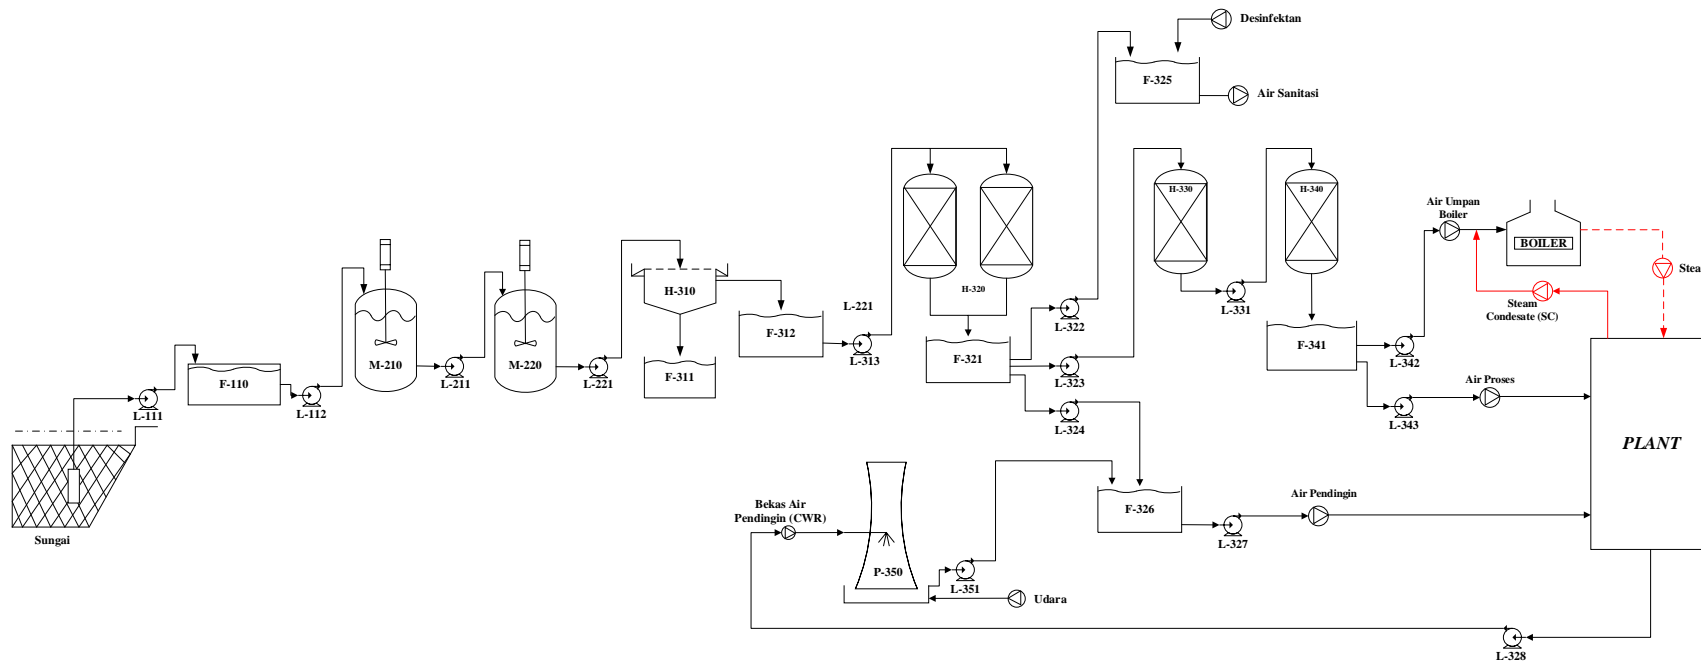 Desinfektan
F-325
Air Sanitasi
L-322
H-330
H-340
Air Umpan
Boiler
BOILER
Stea
Steam
Condesate (SC)
H-310
H-320
L-221
L-331
F-312
L-313
F-321
F-341
L-342
M-210
M-220
L-211
L-221
F-311
L-323
F-110
L-111
L-112
Air Proses
L-324
L-343
PLANT
Bekas Air
Pendingin (CWR)
Air Pendingin
F-326
L-327
Sungai
P-350
L-351
Udara
L-328